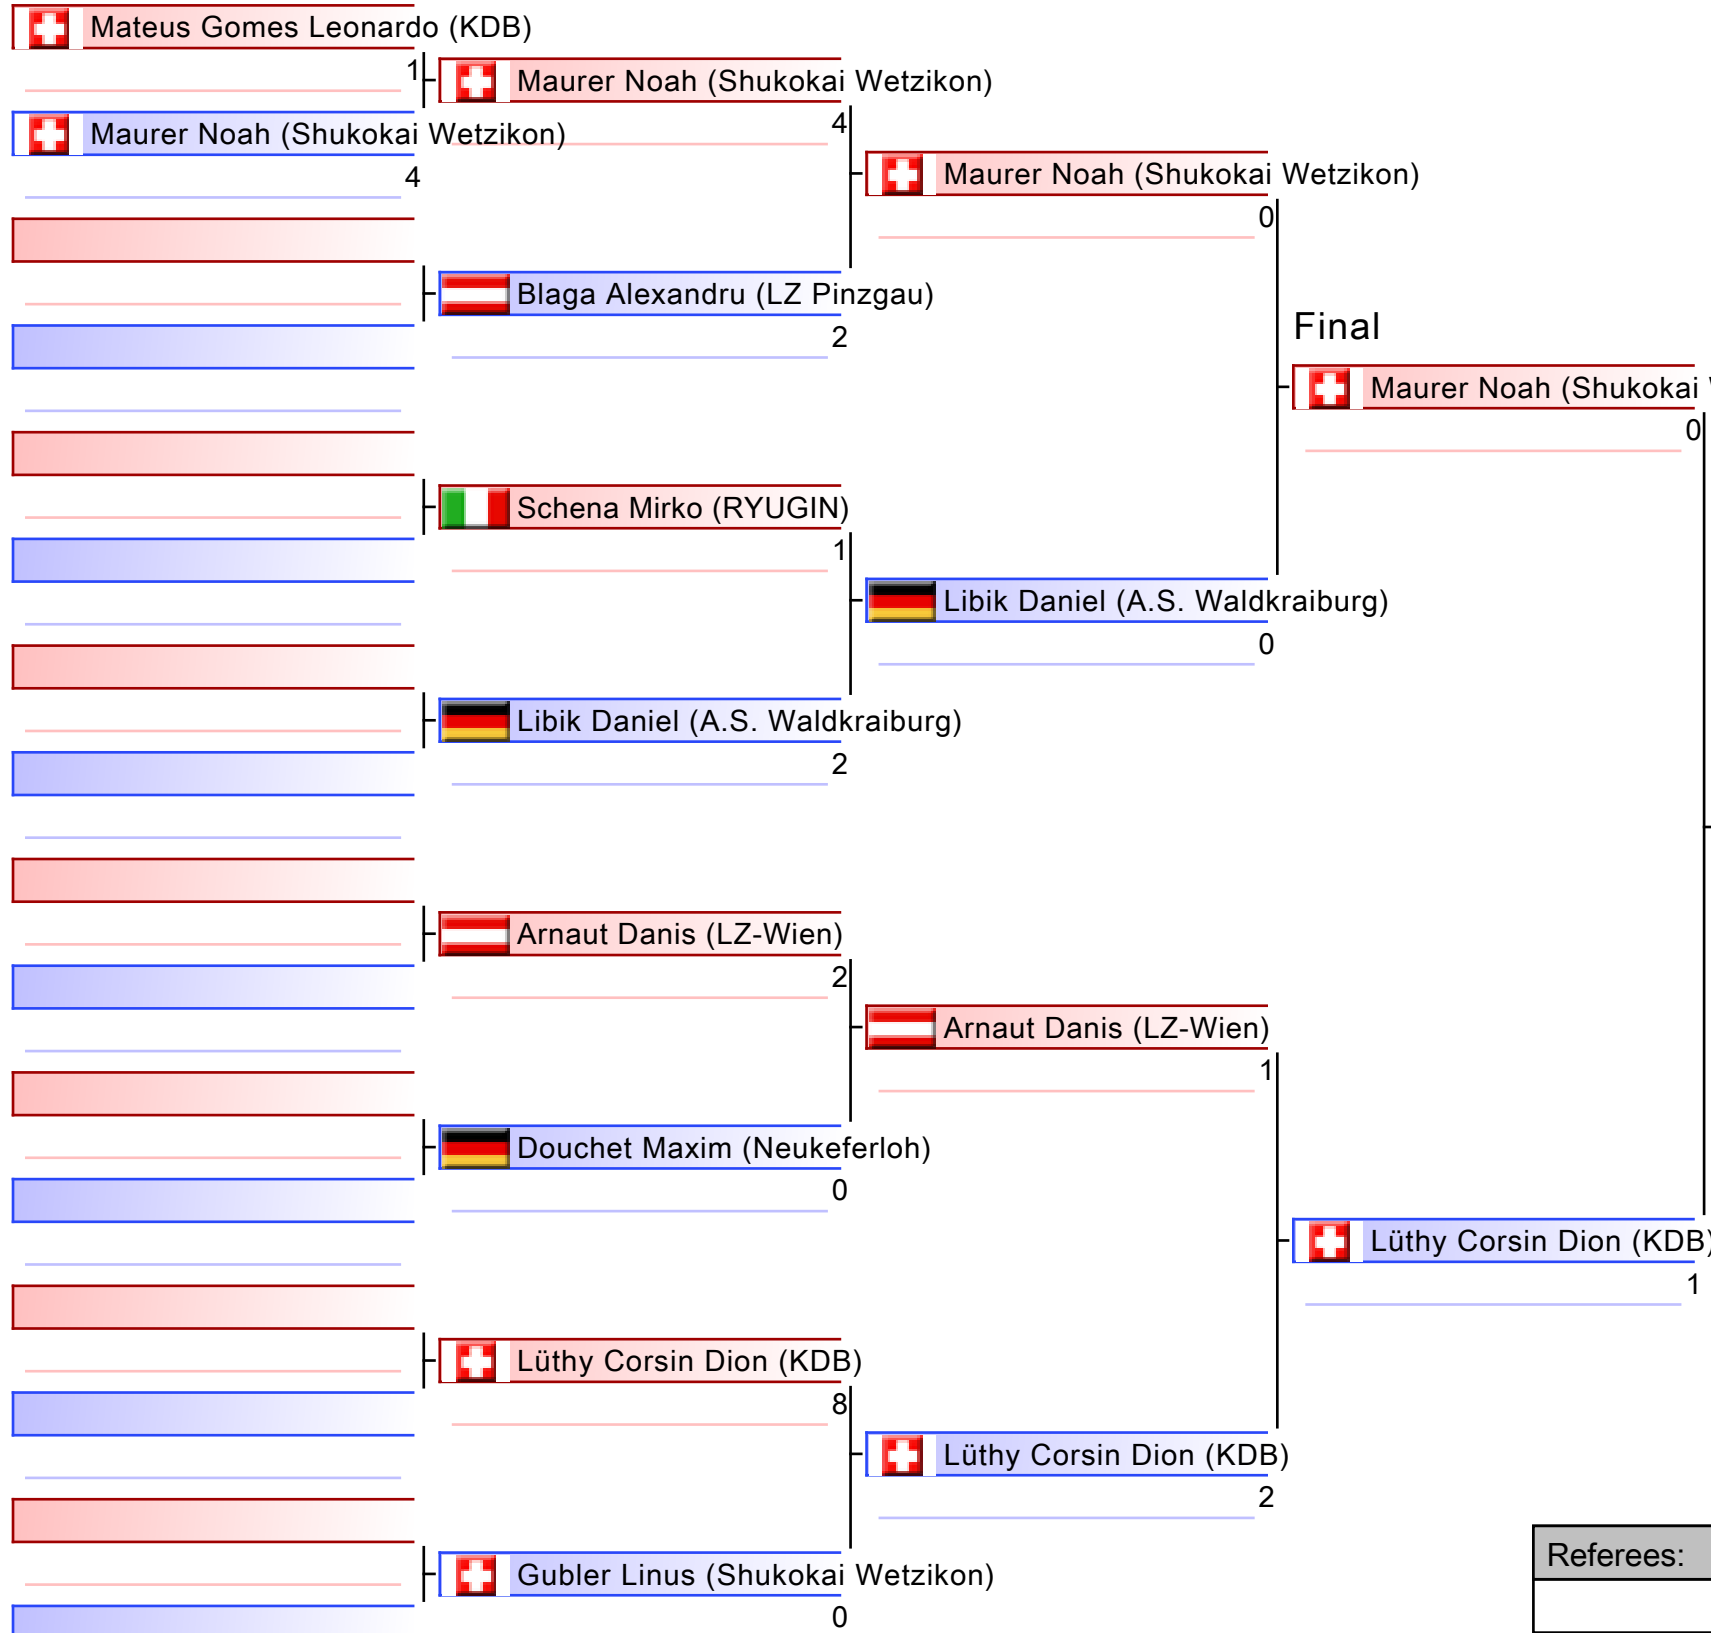 Mateus Gomes Leonardo (KDB)
1
Maurer Noah (Shukokai Wetzikon)
4
Maurer Noah (Shukokai Wetzikon)
4
Blaga Alexandru (LZ Pinzgau)
2
Schena Mirko (RYUGIN)
1
Libik Daniel (A.S. Waldkraiburg)
2
Arnaut Danis (LZ-Wien)
2
Douchet Maxim (Neukeferloh)
0
Lüthy Corsin Dion (KDB)
8
Gubler Linus (Shukokai Wetzikon)
0
Maurer Noah (Shukokai Wetzikon)
0
Libik Daniel (A.S. Waldkraiburg)
0
Arnaut Danis (LZ-Wien)
1
Lüthy Corsin Dion (KDB)
2
Final
Maurer Noah (Shukokai
0
Lüthy Corsin Dion (KDB)
1
Referees: